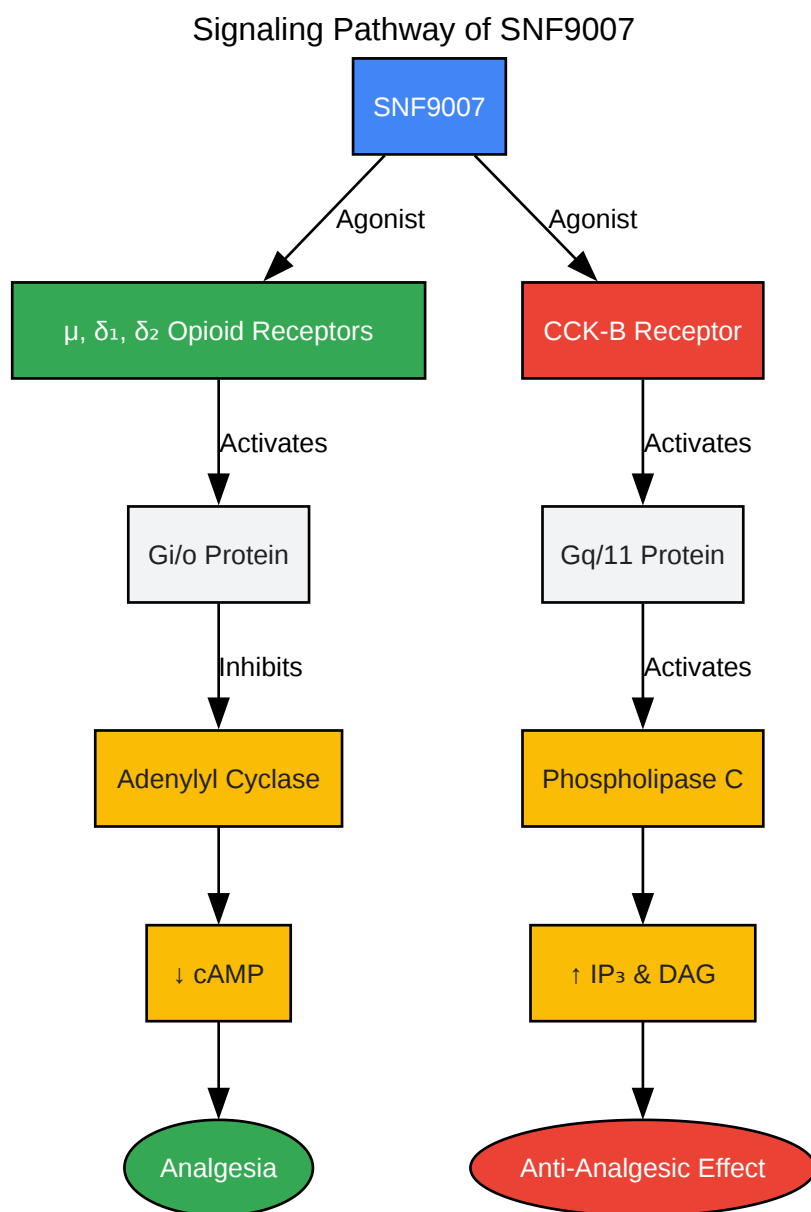 Signaling Pathway of SNF9007
SNF9007
Agonist
Agonist
μ, δ₁, δ₂ Opioid Receptors
CCK-B Receptor
Activates
Activates
Gi/o Protein
Gq/11 Protein
Inhibits
Activates
Adenylyl Cyclase
Phospholipase C
↓ cAMP
↑ IP₃ & DAG
Analgesia
Anti-Analgesic Effect